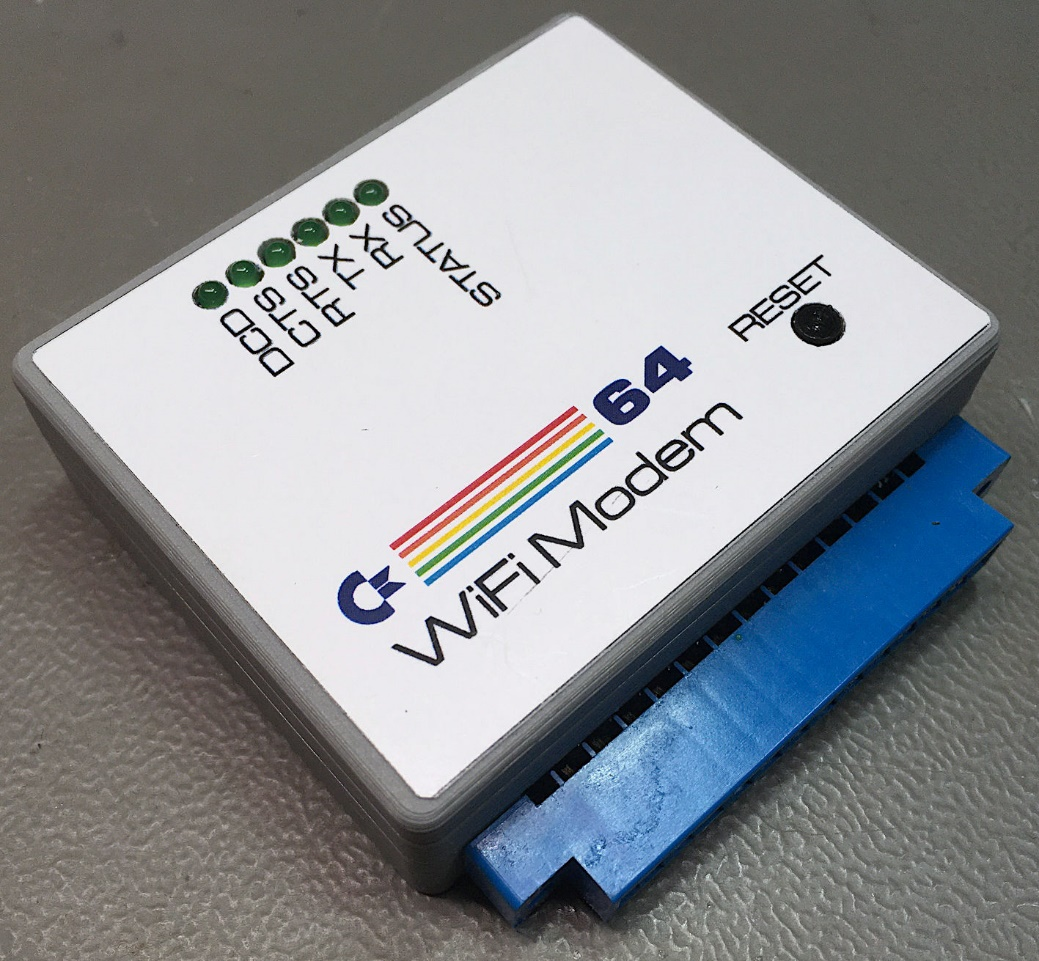 DCD
CTS
RTS
TX
RX
STATUS
RESET
64
WiFi Modem